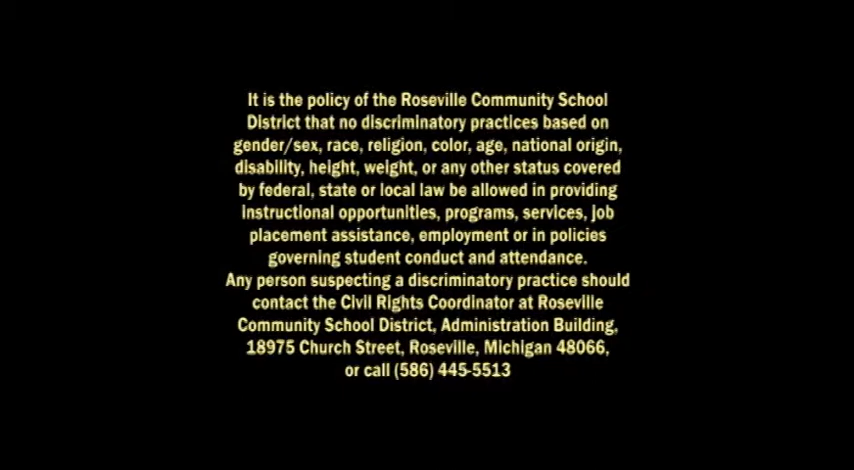 It is the policy of the Roseville Community School
District that no discriminatory practices based on
gender/sex, race, religion, color, age, national origin,
disability, height, weight, or any other status covered
by federal, state or local law be allowed in providing
instructional opportunities, programs, services, job
placement assistance, employment or in policies
governing student conduct and attendance.
Any person suspecting a discriminatory practice should
contact the Civil Rights Coordinator at Roseville
Community School District, Administration Building,
18975 Church Street, Roseville, Michigan 48066,
or call (586) 445-5513